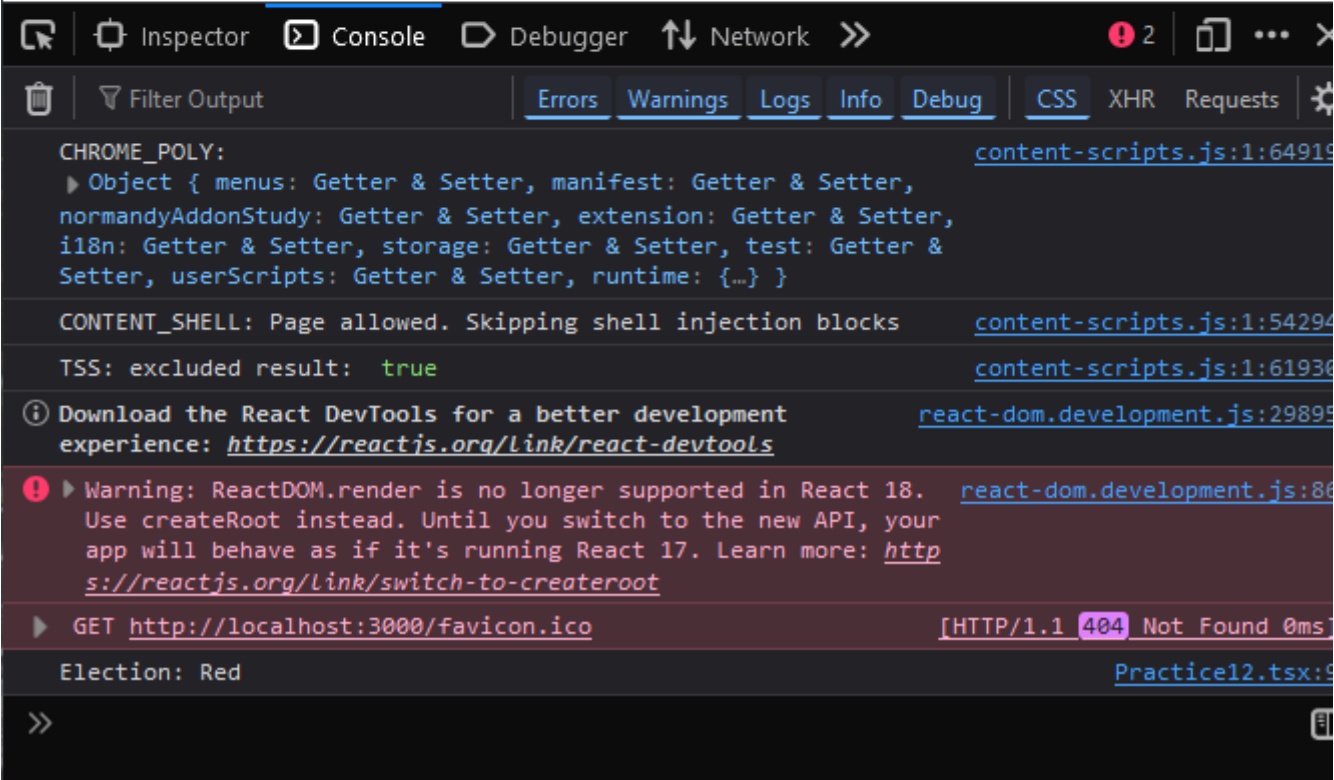 Inspector Console Debugger Network 2
Filter Output Errors Warnings Logs Info Debug CSS XHR Requests
CHROME_POLY: content-scripts.js:1:64919
Object { menus: Getter & Setter, manifest: Getter & Setter,
normandyAddonStudy: Getter & Setter, extension: Getter & Setter,
i18n: Getter & Setter, storage: Getter & Setter, test: Getter &
Setter, userScripts: Getter & Setter, runtime: {…} }
CONTENT_SHELL: Page allowed. Skipping shell injection blocks content-scripts.js:1:54294
TSS: excluded result: true content-scripts.js:1:61930
Download the React DevTools for a better development react-dom.development.js:29895
experience: https://reactjs.org/link/react-devtools
Warning: ReactDOM.render is no longer supported in React 18. react-dom.development.js:86
Use createRoot instead. Until you switch to the new API, your
app will behave as if it's running React 17. Learn more: http
s://reactjs.org/link/switch-to-createroot
GET http://localhost:3000/favicon.ico [HTTP/1.1 404 Not Found 0ms]
Election: Red Practice12.tsx:9